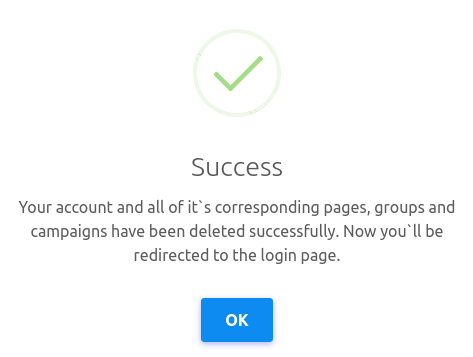 Success
Your account and all of it`s corresponding pages, groups and
campaigns have been deleted successfully. Now you`ll be
redirected to the login page.
OK